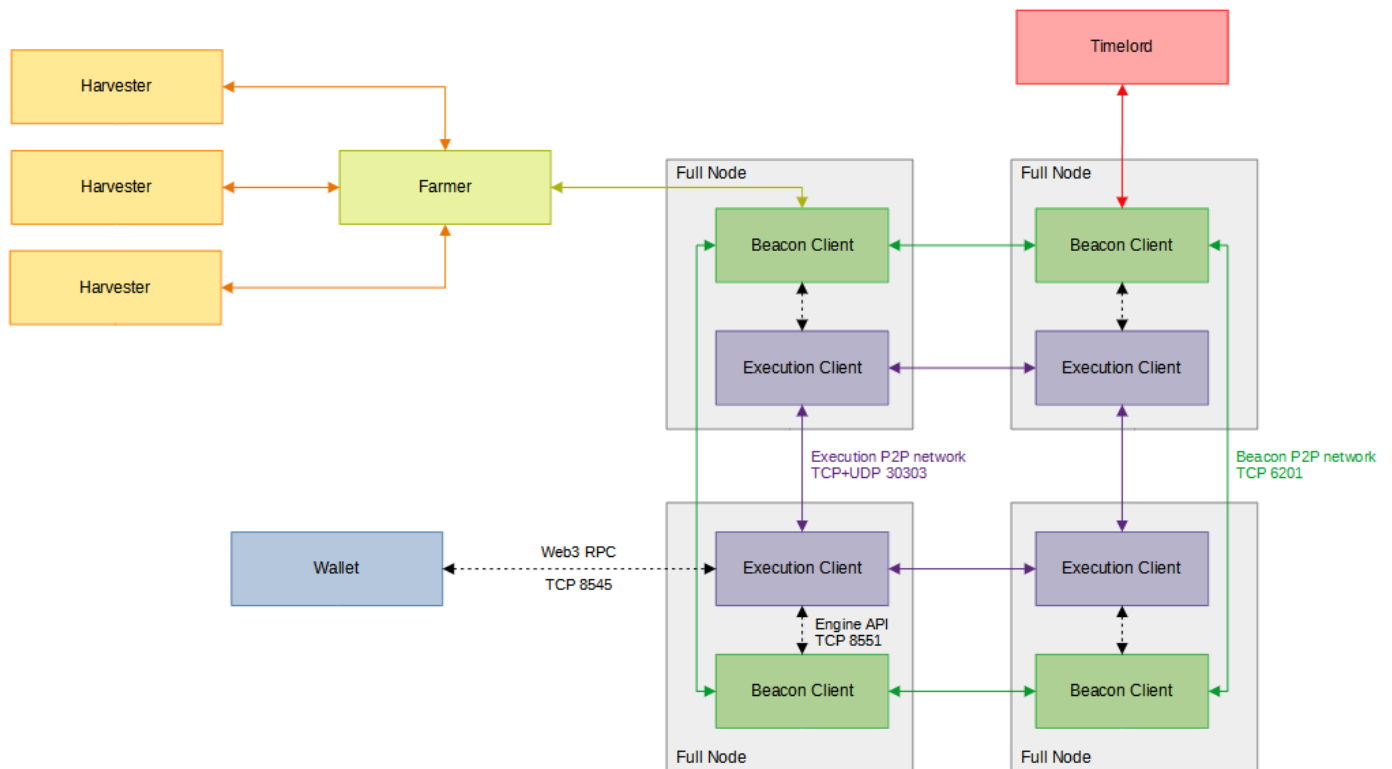 Timelord
Harvester
Harvester
Farmer
Harvester
Full Node
Full Node
Beacon Client
Beacon Client
Execution Client
Execution Client
Execution P2P network
TCP+UDP 30303
Beacon P2P network
TCP 6201
Wallet
Web3 RPC
TCP 8545
Execution Client
Execution Client
Engine API
TCP 8551
Beacon Client
Beacon Client
Full Node
Full Node